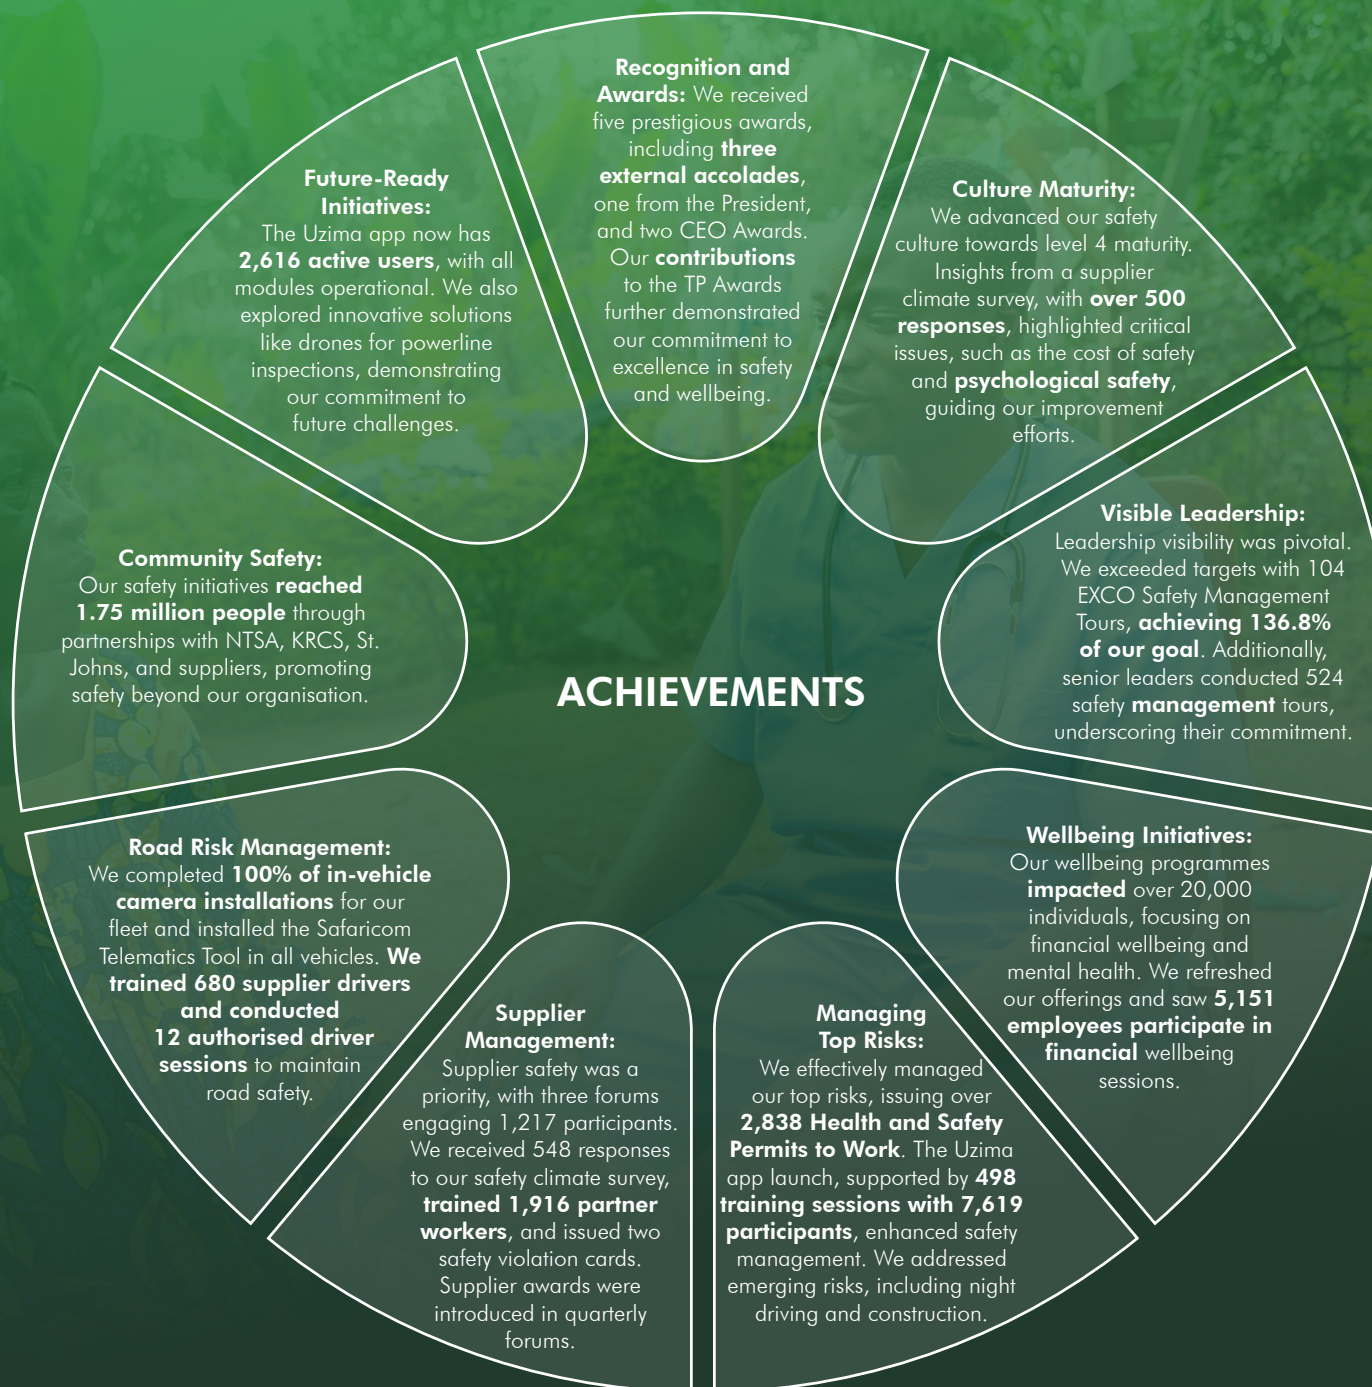 Recognition and
Awards: We received
five prestigious awards,
including three
external accolades,
one from the President,
and two CEO Awards.
Our contributions
to the TP Awards
further demonstrated
our commitment to
excellence in safety
and wellbeing.
Culture Maturity:
We advanced our safety
culture towards level 4 maturity.
Insights from a supplier
climate survey, with over 500
responses, highlighted critical
issues, such as the cost of safety
and psychological safety,
guiding our improvement
efforts.
Visible Leadership:
Leadership visibility was pivotal.
We exceeded targets with 104
EXCO Safety Management
Tours, achieving 136.8%
of our goal. Additionally,
senior leaders conducted 524
safety management tours,
underscoring their commitment.
Wellbeing Initiatives:
Our wellbeing programmes
impacted over 20,000
individuals, focusing on
financial wellbeing and
mental health. We refreshed
our offerings and saw 5,151
employees participate in
financial wellbeing
sessions.
Managing
Top Risks:
We effectively managed
our top risks, issuing over
2,838 Health and Safety
Permits to Work. The Uzima
app launch, supported by 498
training sessions with 7,619
participants, enhanced safety
management. We addressed
emerging risks, including night
driving and construction.
Supplier
Management:
Supplier safety was a
priority, with three forums
engaging 1,217 participants.
We received 548 responses
to our safety climate survey,
trained 1,916 partner
workers, and issued two
safety violation cards.
Supplier awards were
introduced in quarterly
forums.
Road Risk Management:
We completed 100% of in-vehicle
camera installations for our
fleet and installed the Safaricom
Telematics Tool in all vehicles. We
trained 680 supplier drivers
and conducted
12 authorised driver
sessions to maintain
road safety.
Community Safety:
Our safety initiatives reached
1.75 million people through
partnerships with NTSA, KRCS, St.
Johns, and suppliers, promoting
safety beyond our organisation.
Future-Ready
Initiatives:
The Uzima app now has
2,616 active users, with all
modules operational. We also
explored innovative solutions
like drones for powerline
inspections, demonstrating
our commitment to
future challenges.
ACHIEVEMENTS